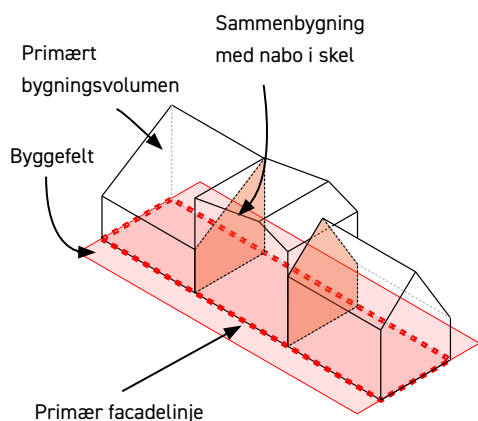 Sammenbygning
med nabo i skel
Primært
bygningsvolumen
Byggefelt
Primær facadelinje